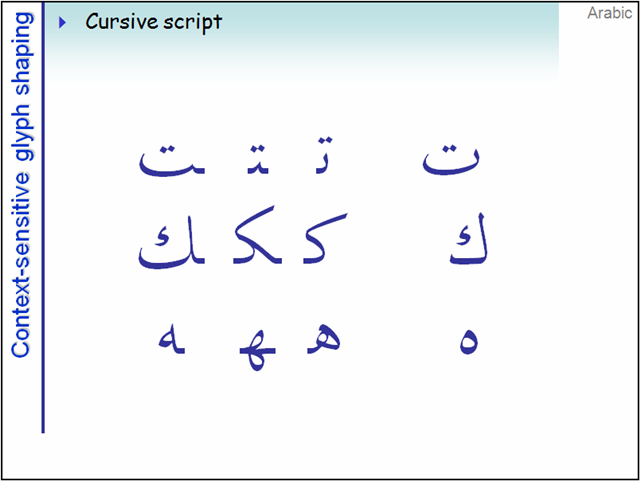 Context-sensitive glyph shaping
Cursive script
Arabic
ت تـ ـتـ ـت
ك كـ ـكـ ـك
ه هـ ـهـ ـه